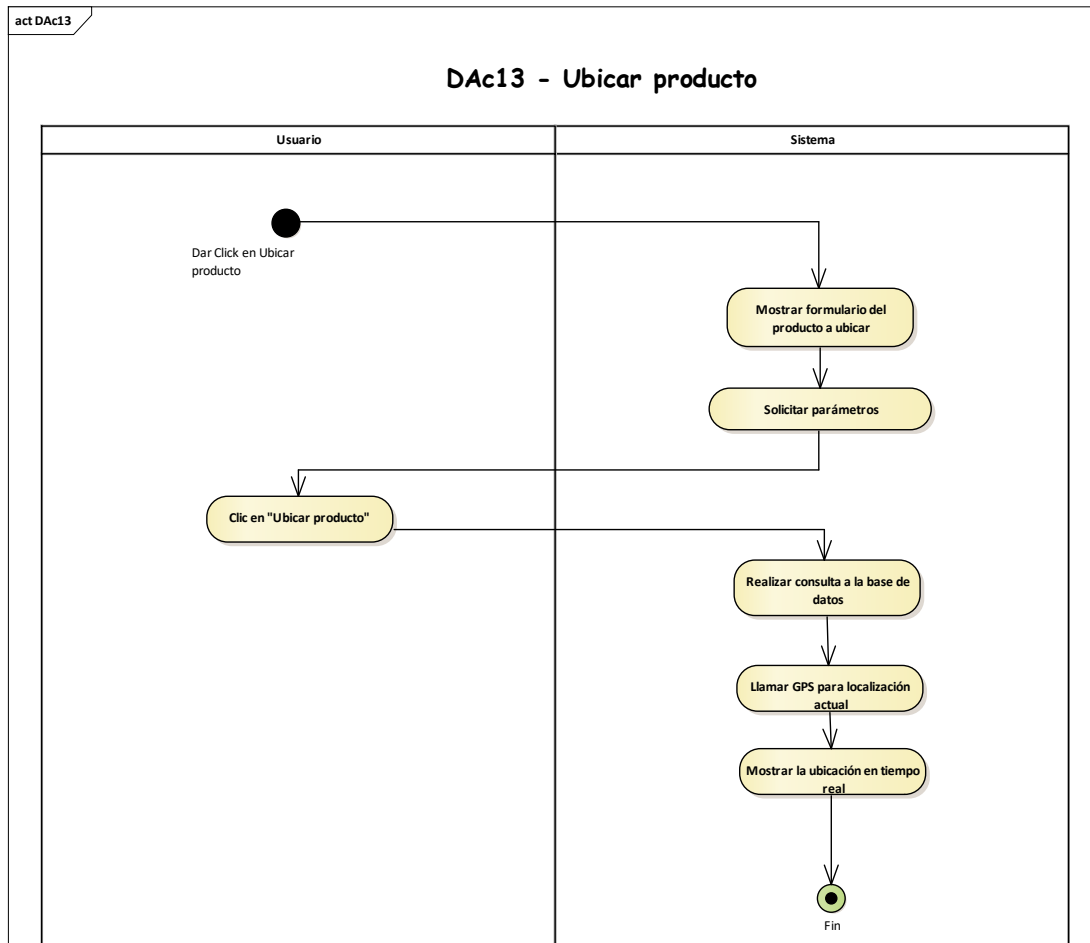 act DAc13
DAc13 - Ubicar producto
Usuario
Sistema
Dar Click en Ubicar
producto
Mostrar formulario del
producto a ubicar
Solicitar parámetros
Clic en "Ubicar producto"
Realizar consulta a la base de
datos
Llamar GPS para localización
actual
Mostrar la ubicación en tiempo
real
Fin